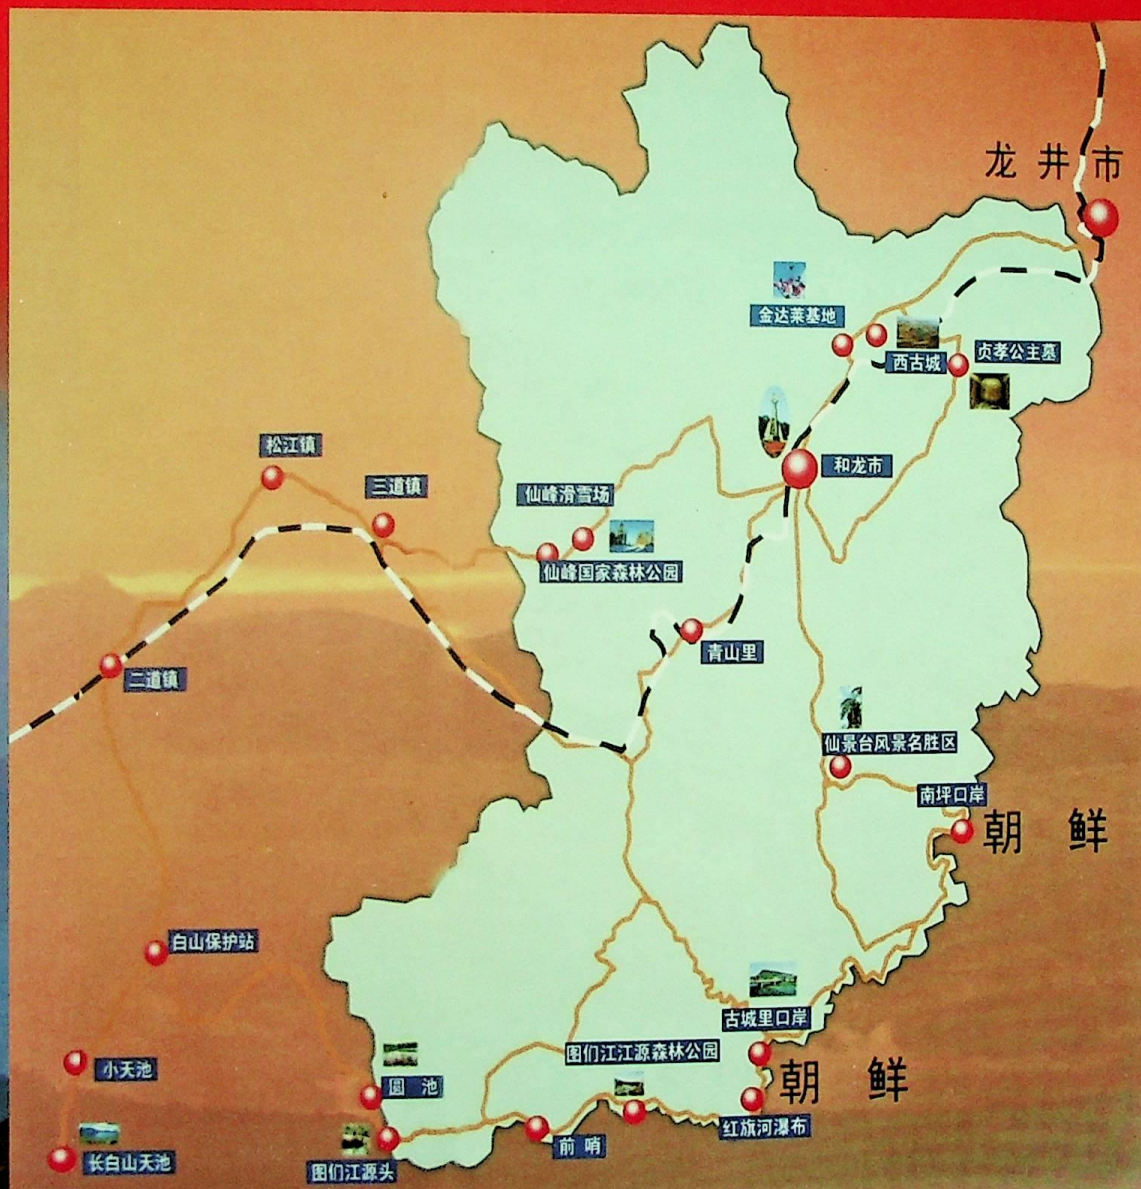 龙井市
金达莱基地
西古城
贞孝公主墓
松江镇
和龙市
三道镇
仙峰滑雪场
仙峰国家森林公园
青山里
二道镇
仙景台风景名胜区
南坪口岸
朝 鲜
白山保护站
古城里口岸
图们江江源森林公园
小天池
圆 池
朝 鲜
红旗河瀑布
前 哨
长白山天池
图们江源头